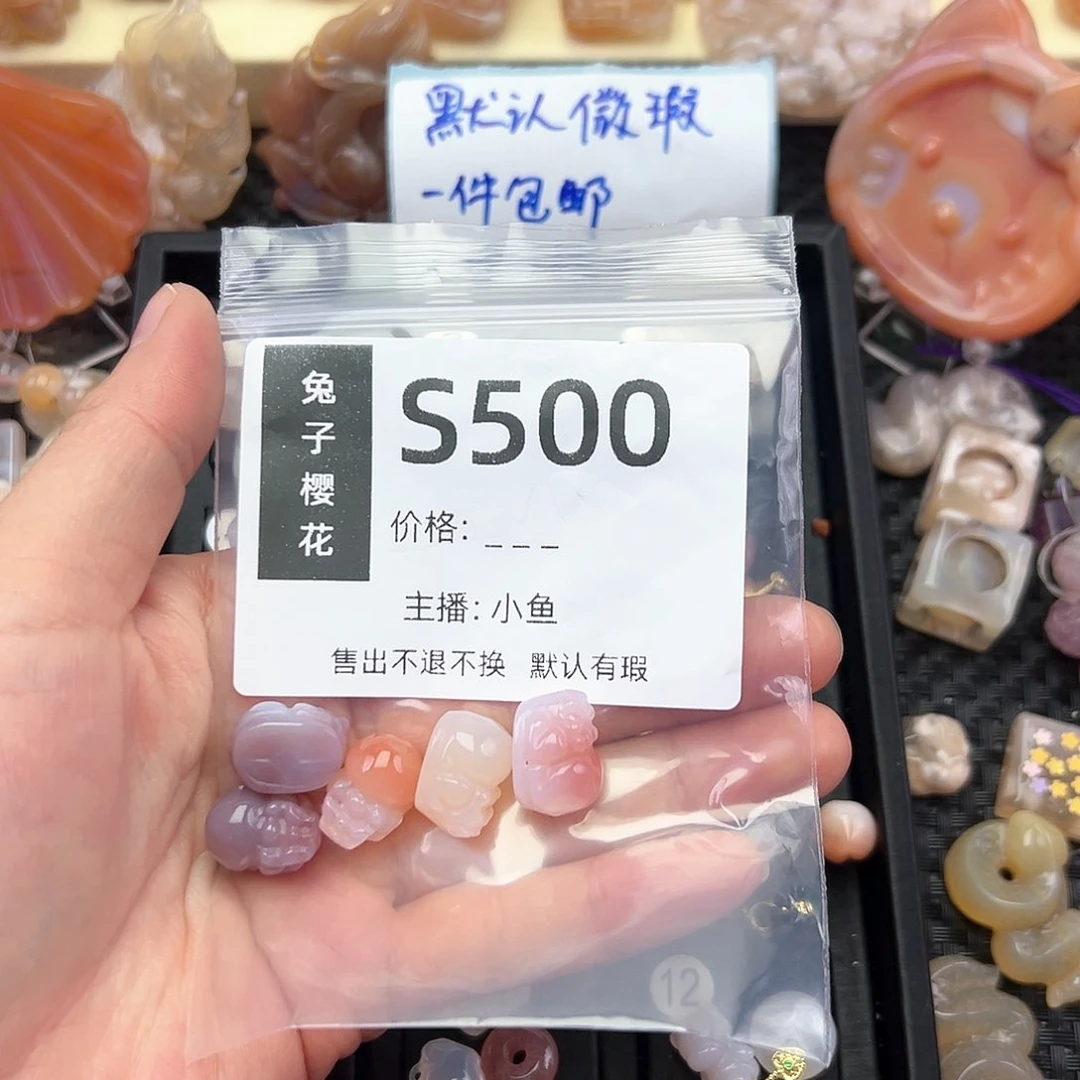 默认微瑕
一件包邮
兔子樱花
S500
价格: _ _ _
主播: 小鱼
售出不退不换 默认有瑕
12